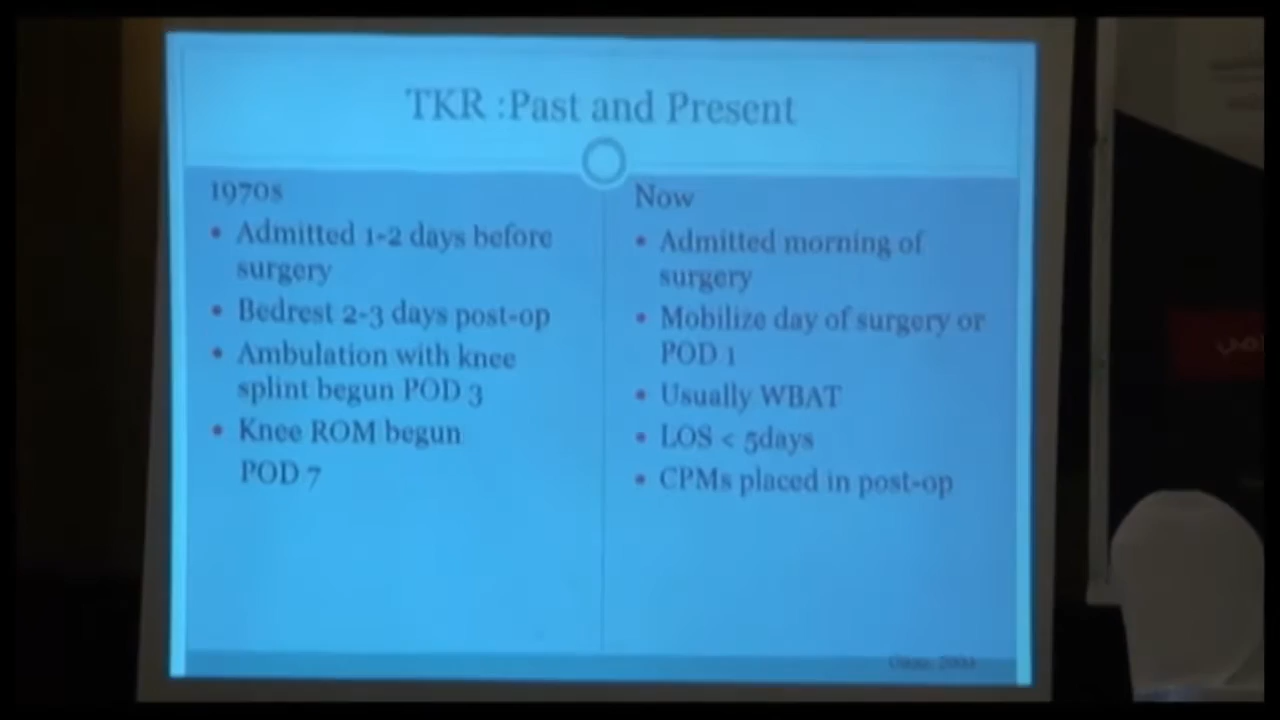 TKR :Past and Present
1970s
• Admitted 1-2 days before
surgery
• Bedrest 2-3 days post-op
• Ambulation with knee
splint begun POD 3
• Knee ROM begun
POD 7
Now
• Admitted morning of
surgery
• Mobilize day of surgery or
POD 1
• Usually WBAT
• LOS < 5days
• CPMs placed in post-op